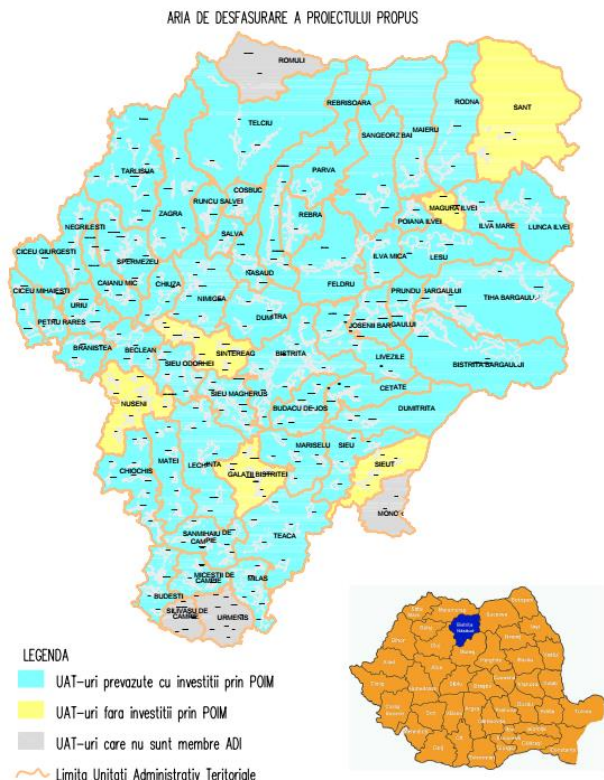 ARIA DE DESFASURARE A PROIECTULUI PROPUS
ROMULI
REBRISOARA
RODNA
SANT
TELCIU
SANGEORZ BAI
MAIERU
TARLISUA
PARVA
COSBUC
RUNCU SALVEI
ZAGRA
REBRA
MAGURA ILVEI
POIANA ILVEI
NEGRILESTI
SALVA
ILVA MARE
LUNCA ILVEI
CICEU GIURGESTI
SPERMEZEU
NASAUD
ILVA MICA
LESU
CICEU MIHAIESTI
CAIANU MIC
CHIUZA
FELDRU
PRUNDU BARGAULUI
TIHA BARGAULUI
URIU
NIMIGEA
PETRU RARES
DUMITRA
JOSENII BARGAULUI
BRANISTEA
BECLEAN
SINTEREAG
BISTRITA
LIVEZILE
SIEU ODORHEI
BISTRITA BARGAULUI
CETATE
NUSENI
SIEU MAGHERUS
BUDACU DE JOS
DUMITRITA
MATEI
MARISELU
SIEU
CHIOCHIS
LECHINTA
SIEUT
GALATII BISTRITEI
MONOR
SANMIHAIU DE
CAMPIE
TEACA
MICESTII DE
CAMPIE
MILAS
BUDESTI
SILIVASU DE
CAMPIE
URMENIS
Bistrita
Nasaud
LEGENDA
UAT-uri prevazute cu investitii prin POIM
UAT-uri fara investitii prin POIM
UAT-uri care nu sunt membre ADI
Limita Unitati Administrativ Teritoriale